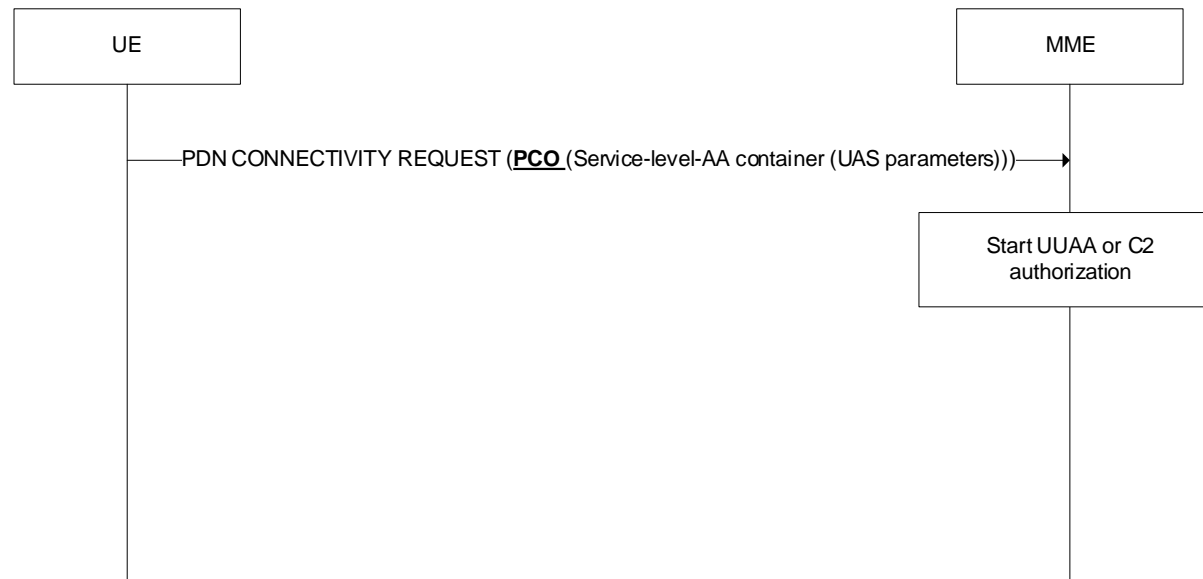 UE
MME
PDN CONNECTIVITY REQUEST (PCO (Service-level-AA container (UAS parameters)))
Start UUAA or C2
authorization